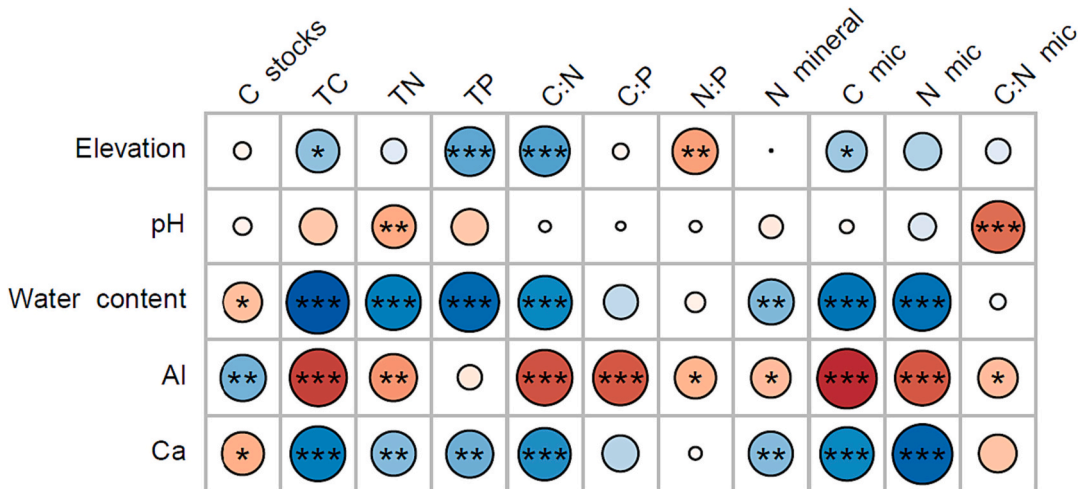 C stocks TC TN TP C:N C:P N:P N mineral C mic N mic C:N mic
Elevation * *** *** ** *
pH ** ***
Water content * *** *** *** *** ** *** ***
Al ** *** ** *** *** * * *** *** *
Ca * *** ** ** *** ** *** ***